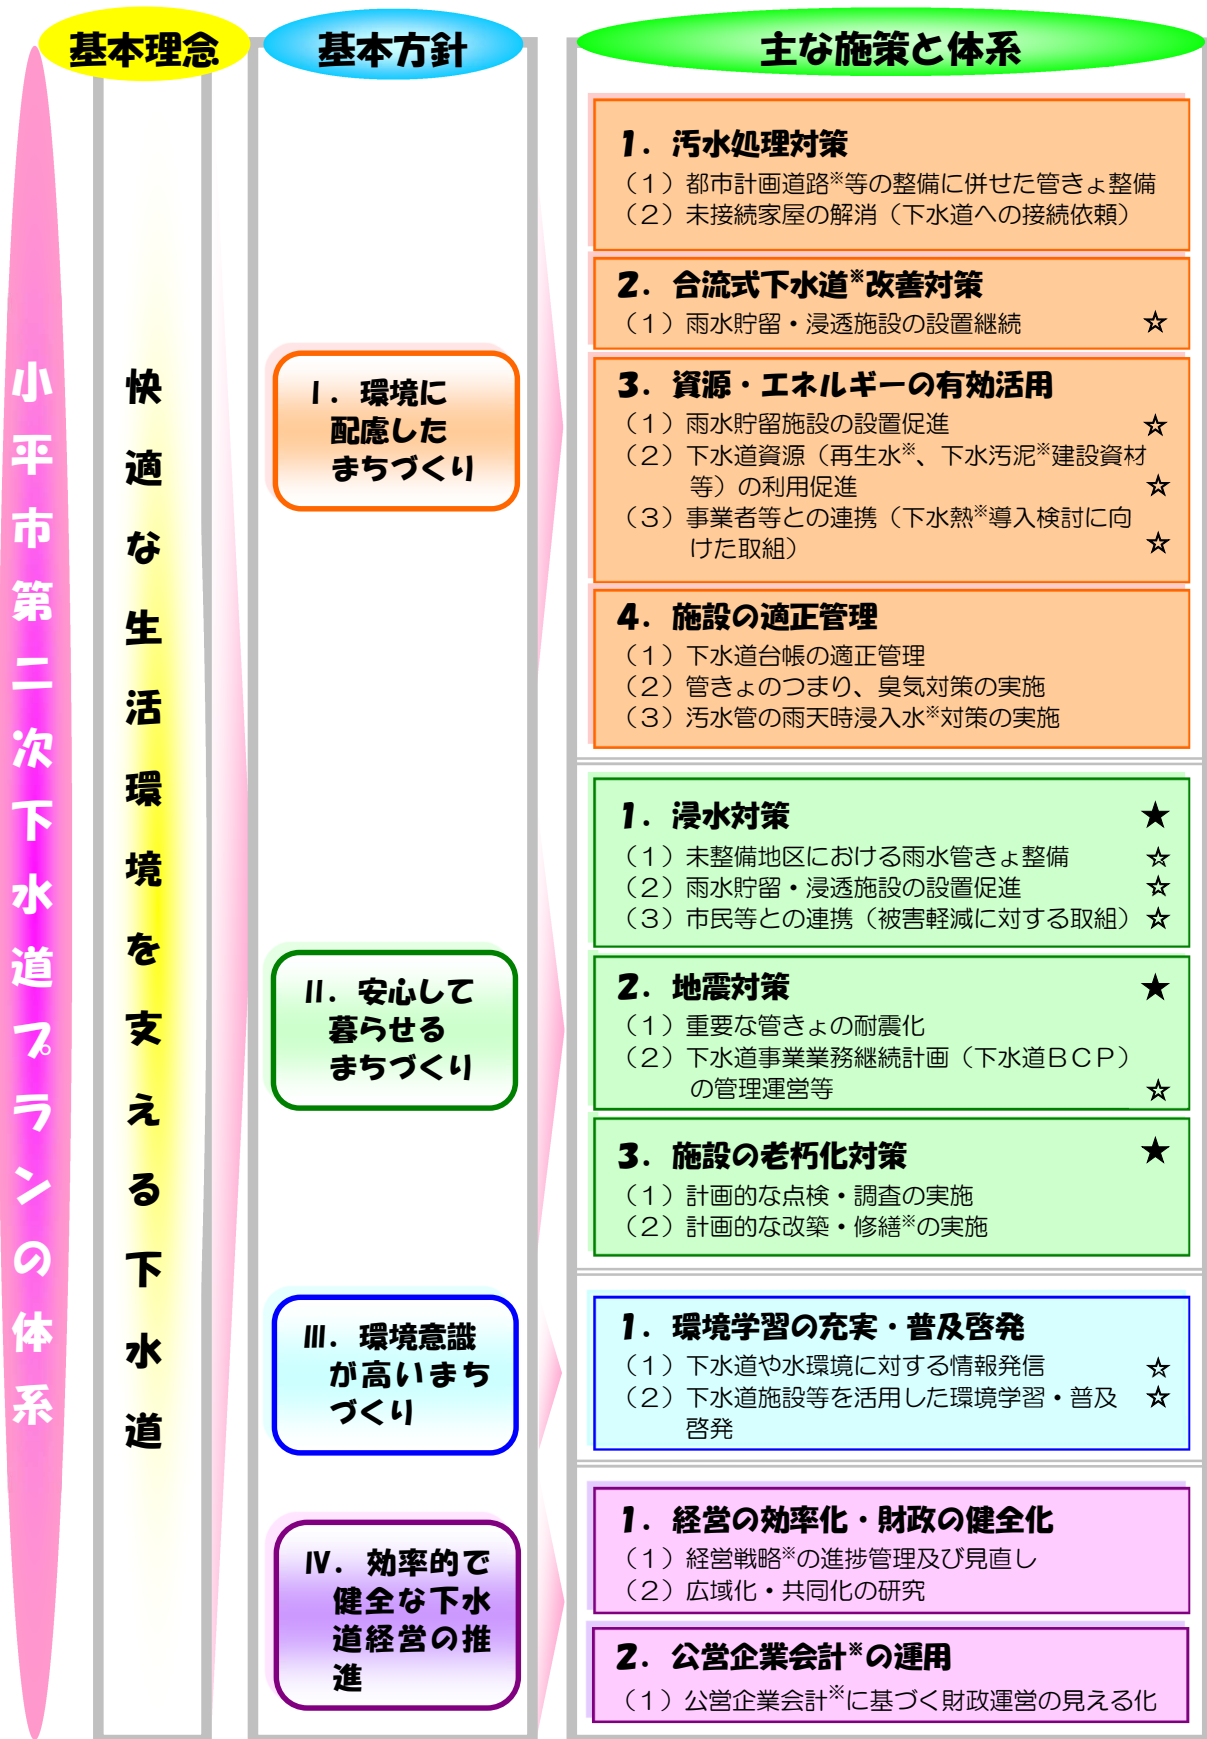 小平市第二次下水道プランの体系
基本理念
快適な生活環境を支える下水道
基本方針
主な施策と体系
Ⅰ．環境に
配慮した
まちづくり
1．汚水処理対策
（１）都市計画道路※等の整備に併せた管きょ整備
（２）未接続家屋の解消（下水道への接続依頼）
2．合流式下水道※改善対策
（１）雨水貯留・浸透施設の設置継続 ☆
3．資源・エネルギーの有効活用
（１）雨水貯留施設の設置促進 ☆
（２）下水道資源（再生水※、下水汚泥※建設資材
等）の利用促進 ☆
（３）事業者等との連携（下水熱※導入検討に向
けた取組） ☆
4．施設の適正管理
（１）下水道台帳の適正管理
（２）管きょのつまり、臭気対策の実施
（３）汚水管の雨天時浸入水※対策の実施
Ⅱ．安心して
暮らせる
まちづくり
1．浸水対策 ★
（１）未整備地区における雨水管きょ整備 ☆
（２）雨水貯留・浸透施設の設置促進 ☆
（３）市民等との連携（被害軽減に対する取組） ☆
2．地震対策 ★
（１）重要な管きょの耐震化
（２）下水道事業業務継続計画（下水道ＢＣＰ）
の管理運営等 ☆
3．施設の老朽化対策 ★
（１）計画的な点検・調査の実施
（２）計画的な改築・修繕※の実施
Ⅲ．環境意識
が高いまち
づくり
1．環境学習の充実・普及啓発
（１）下水道や水環境に対する情報発信 ☆
（２）下水道施設等を活用した環境学習・普及 ☆
啓発
Ⅳ．効率的で
健全な下水
道経営の推
進
1．経営の効率化・財政の健全化
（１）経営戦略※の進捗管理及び見直し
（２）広域化・共同化の研究
2．公営企業会計※の運用
（１）公営企業会計※に基づく財政運営の見える化